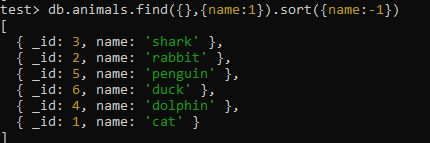 test> db.animals.find({},{name:1}).sort({name:-1})
[
  { _id: 3, name: 'shark' },
  { _id: 2, name: 'rabbit' },
  { _id: 5, name: 'penguin' },
  { _id: 6, name: 'duck' },
  { _id: 4, name: 'dolphin' },
  { _id: 1, name: 'cat' }
]